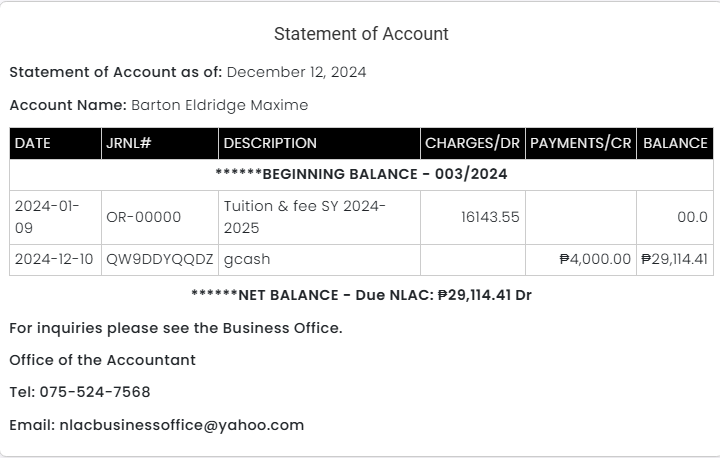 Statement of Account
Statement of Account as of: December 12, 2024
Account Name: Barton Eldridge Maxime
DATE JRNL# DESCRIPTION CHARGES/DR PAYMENTS/CR BALANCE
******BEGINNING BALANCE - 003/2024
2024-01-09 OR-00000 Tuition & fee SY 2024-2025 16143.55 00.0
2024-12-10 QW9DDYQQDZ gcash ₱4,000.00 ₱29,114.41
******NET BALANCE - Due NLAC: ₱29,114.41 Dr
For inquiries please see the Business Office.
Office of the Accountant
Tel: 075-524-7568
Email: nlacbusinessoffice@yahoo.com